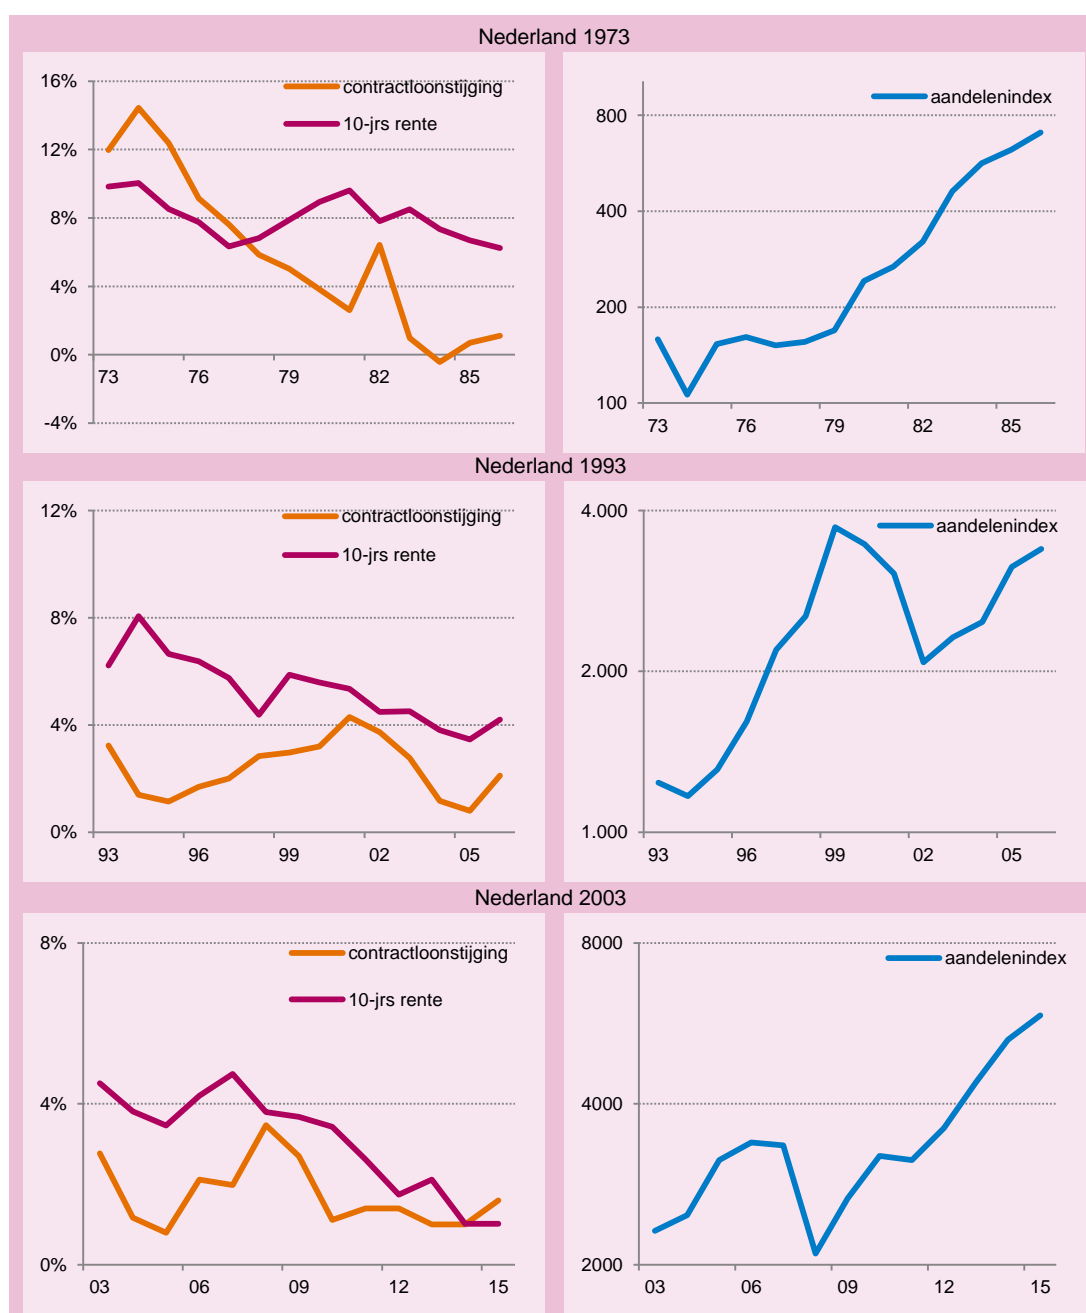 Nederland 1973
16%
12%
8%
4%
0%
-4%
73 76 79 82 85
contractloonstijging
10-jrs rente
800
400
200
100
73 76 79 82 85
aandelenindex
Nederland 1993
12%
8%
4%
0%
93 96 99 02 05
contractloonstijging
10-jrs rente
4.000
2.000
1.000
93 96 99 02 05
aandelenindex
Nederland 2003
8%
4%
0%
03 06 09 12 15
contractloonstijging
10-jrs rente
8000
4000
2000
03 06 09 12 15
aandelenindex